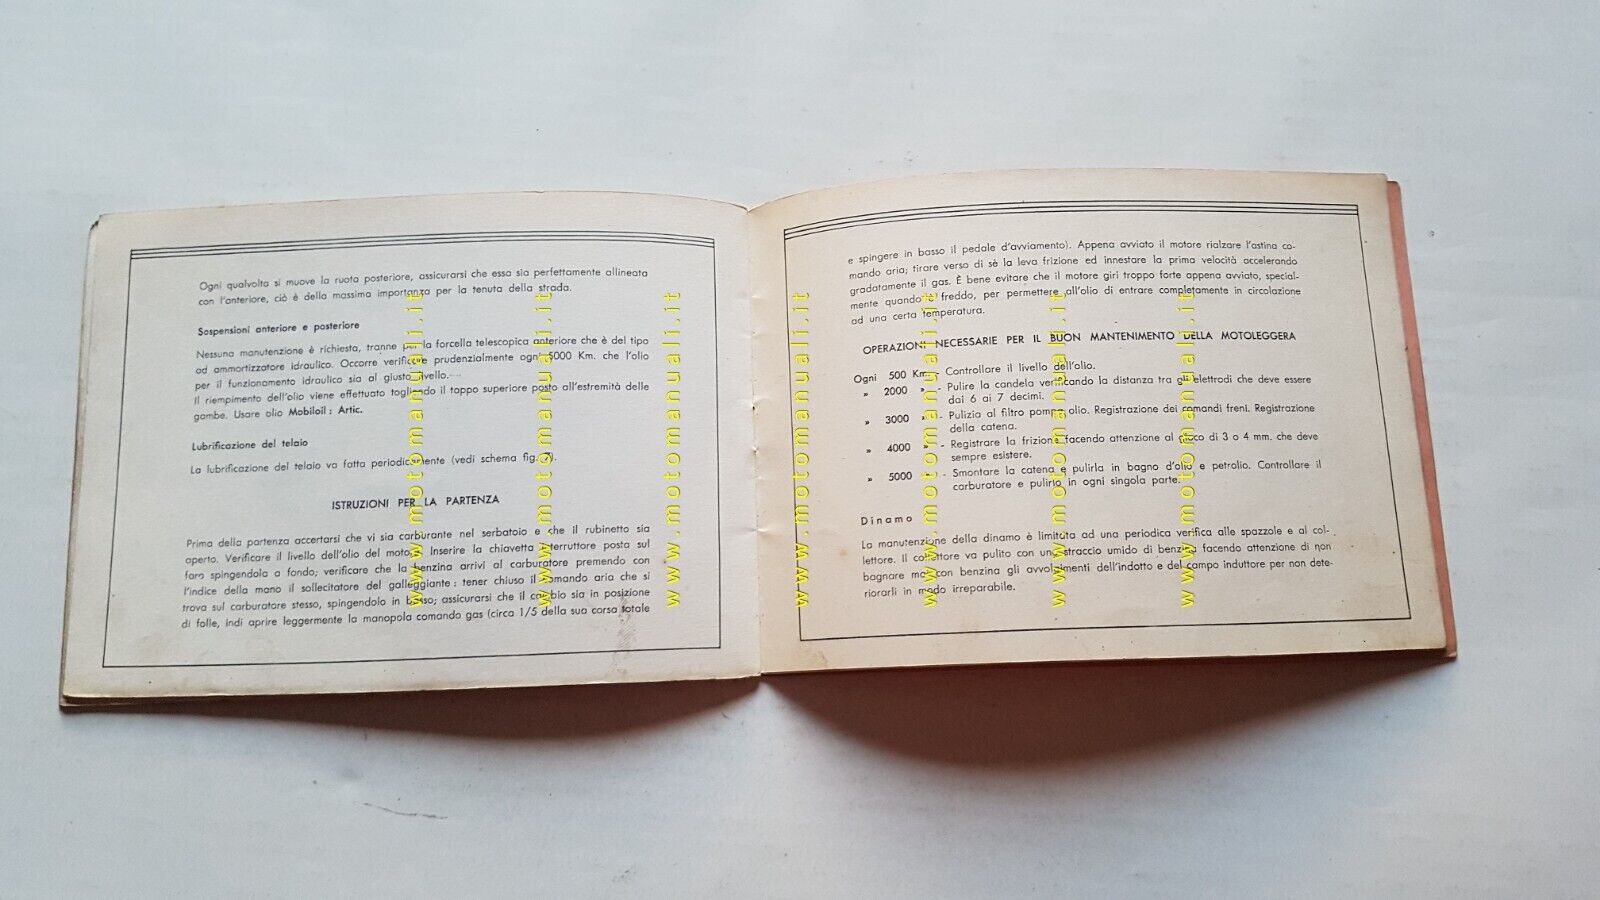 Ogni qualvolta si muove la ruota posteriore, assicurarsi che essa sia perfettamente allineata
con l'anteriore, ciò è della massima importanza per la tenuta della strada.
Sospensioni anteriore e posteriore
Nessuna manutenzione è richiesta, tranne per la forcella telescopica anteriore che è del tipo
ad ammortizzatore idraulico. Occorre verificare prudenzialmente ogni 5000 Km. che l'olio
per il funzionamento idraulico sia al giusto livello.
Il riempimento dell'olio viene effettuato togliendo il tappo superiore posto all'estremità delle
gambe. Usare olio Mobiloil : Artic.
Lubrificazione del telaio
La lubrificazione del telaio va fatta periodicamente (vedi schema fig. 7).
ISTRUZIONI PER LA PARTENZA
Prima della partenza accertarsi che vi sia carburante nel serbatoio e che il rubinetto sia
aperto. Verificare il livello dell'olio del motore. Inserire la chiavetta interruttore posta sul
faro spingendola a fondo; verificare che la benzina arrivi al carburatore premendo con
l'indice della mano il sollecitatore del galleggiante : tener chiuso il comando aria che si
trova sul carburatore stesso, spingendolo in basso; assicurarsi che il cambio sia in posizione
di folle, indi aprire leggermente la manopola comando gas (circa 1/5 della sua corsa totale
e spingere in basso il pedale d'avviamento). Appena avviato il motore rialzare l'astina co-
mando aria; tirare verso di sè la leva frizione ed innestare la prima velocità accelerando
gradatamente il gas. È bene evitare che il motore giri troppo forte appena avviato, special-
mente quando è freddo, per permettere all'olio di entrare completamente in circolazione
ad una certa temperatura.
OPERAZIONI NECESSARIE PER IL BUON MANTENIMENTO DELLA MOTOLEGGERA
Ogni 500 Km. - Controllare il livello dell'olio.
» 2000 » - Pulire la candela verificando la distanza tra gli elettrodi che deve essere
dai 6 ai 7 decimi.
» 3000 » - Pulizia al filtro pompa olio. Registrazione dei comandi freni. Registrazione
della catena.
» 4000 » - Registrare la frizione facendo attenzione al giuoco di 3 o 4 mm. che deve
sempre esistere.
» 5000 » - Smontare la catena e pulirla in bagno d'olio e petrolio. Controllare il
carburatore e pulirlo in ogni singola parte.
Dinamo
La manutenzione della dinamo è limitata ad una periodica verifica alle spazzole e al col-
lettore. Il collettore va pulito con uno straccio umido di benzina facendo attenzione di non
bagnare mai con benzina gli avvolgimenti dell'indotto e del campo induttore per non dete-
riorarli in modo irreparabile.
www.motomanuali.it
www.motomanuali.it
www.motomanuali.it
www.motomanuali.it
www.motomanuali.it
www.motomanuali.it
www.motomanuali.it